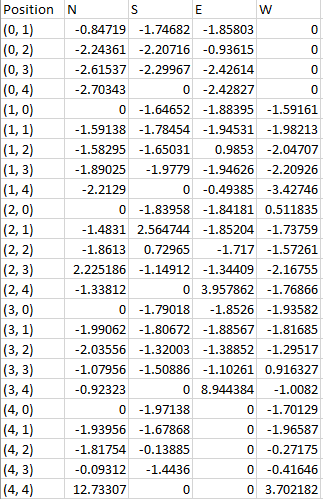 Position N S E W
(0, 1) -0.84719 -1.74682 -1.85803 0
(0, 2) -2.24361 -2.20716 -0.93615 0
(0, 3) -2.61537 -2.29967 -2.42614 0
(0, 4) -2.70343 0 -2.42827 0
(1, 0) 0 -1.64652 -1.88395 -1.59161
(1, 1) -1.59138 -1.78454 -1.94531 -1.98213
(1, 2) -1.58295 -1.65031 0.9853 -2.04707
(1, 3) -1.89025 -1.9779 -1.94626 -2.20926
(1, 4) -2.2129 0 -0.49385 -3.42746
(2, 0) 0 -1.83958 -1.84181 0.511835
(2, 1) -1.4831 2.564744 -1.85204 -1.73759
(2, 2) -1.8613 0.72965 -1.717 -1.57261
(2, 3) 2.225186 -1.14912 -1.34409 -2.16755
(2, 4) -1.33812 0 3.957862 -1.76866
(3, 0) 0 -1.79018 -1.8526 -1.93582
(3, 1) -1.99062 -1.80672 -1.88567 -1.81685
(3, 2) -2.03556 -1.32003 -1.38852 -1.29517
(3, 3) -1.07956 -1.50886 -1.10261 0.916327
(3, 4) -0.92323 0 8.944384 -1.0082
(4, 0) 0 -1.97138 0 -1.70129
(4, 1) -1.93956 -1.67868 0 -1.96587
(4, 2) -1.81754 -0.13885 0 -0.27175
(4, 3) -0.09312 -1.4436 0 -0.41646
(4, 4) 12.73307 0 0 3.702182